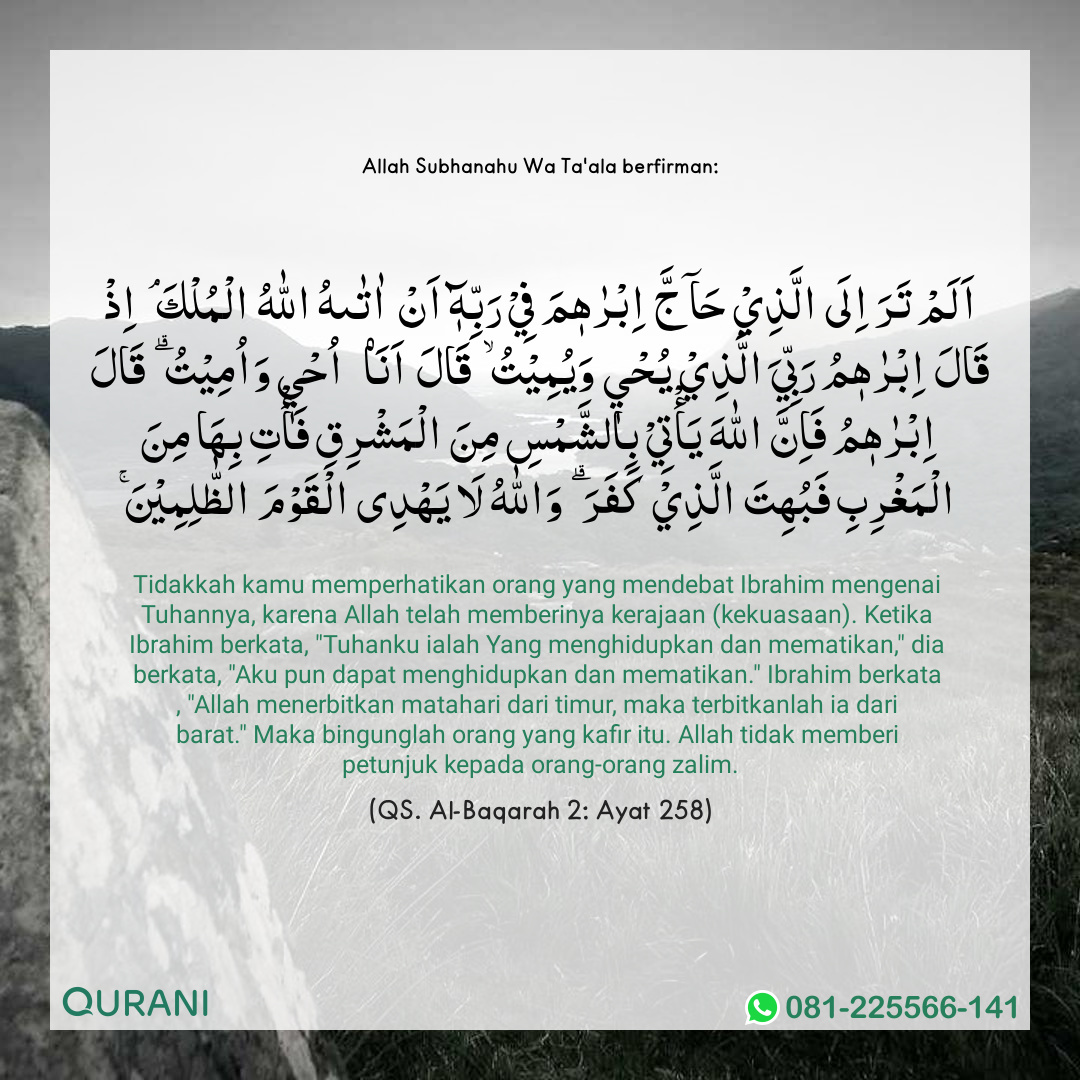 Allah Subhanahu Wa Ta'ala berfirman:
اَلَمْ تَرَ اِلَى الَّذِيْ حَآجَّ اِبْرٰهٖمَ فِيْ رَبِّهٖٓ اَنْ اٰتٰىهُ اللّٰهُ الْمُلْكَ ۘ اِذْ
قَالَ اِبْرٰهٖمُ رَبِّيَ الَّذِيْ يُحْيٖ وَيُمِيْتُۙ قَالَ اَنَا۠ اُحْيٖ وَاُمِيْتُ ۗ قَالَ
اِبْرٰهٖمُ فَاِنَّ اللّٰهَ يَأْتِيْ بِالشَّمْسِ مِنَ الْمَشْرِقِ فَأْتِ بِهَا مِنَ
الْمَغْرِبِ فَبُهِتَ الَّذِيْ كَفَرَ ۗ وَاللّٰهُ لَا يَهْدِى الْقَوْمَ الظّٰلِمِيْنَ ۚ
Tidakkah kamu memperhatikan orang yang mendebat Ibrahim mengenai
Tuhannya, karena Allah telah memberinya kerajaan (kekuasaan). Ketika
Ibrahim berkata, "Tuhanku ialah Yang menghidupkan dan mematikan," dia
berkata, "Aku pun dapat menghidupkan dan mematikan." Ibrahim berkata
, "Allah menerbitkan matahari dari timur, maka terbitkanlah ia dari
barat." Maka bingunglah orang yang kafir itu. Allah tidak memberi
petunjuk kepada orang-orang zalim.
(QS. Al-Baqarah 2: Ayat 258)
QURANI
081-225566-141